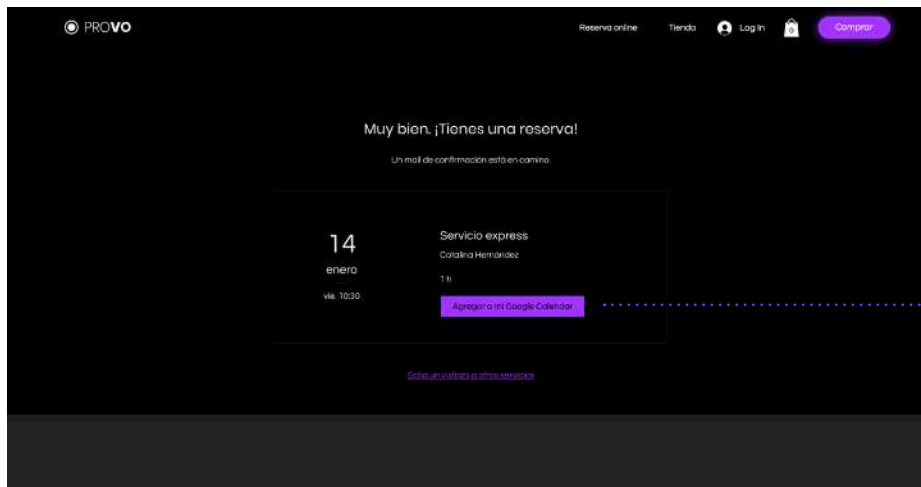 PROVO
Reserva online
Tienda
Log In
0
Comprar
Muy bien. ¡Tienes una reserva!
Un mail de confirmación está en camino.
14
enero
vie. 10:30
Servicio express
Catalina Hernández
1 h
Agregar a mi Google Calendar
Echa un vistazo a otros servicios